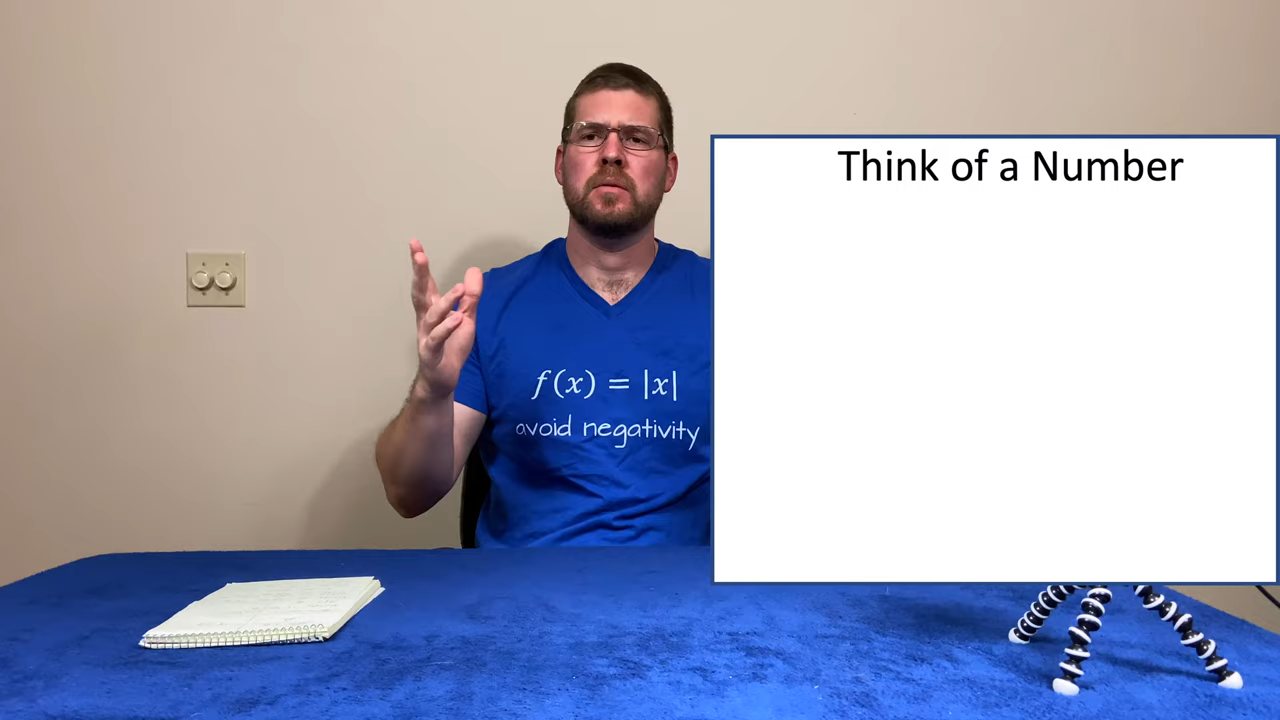 Think of a Number
f(x) = |x|
avoid negativity